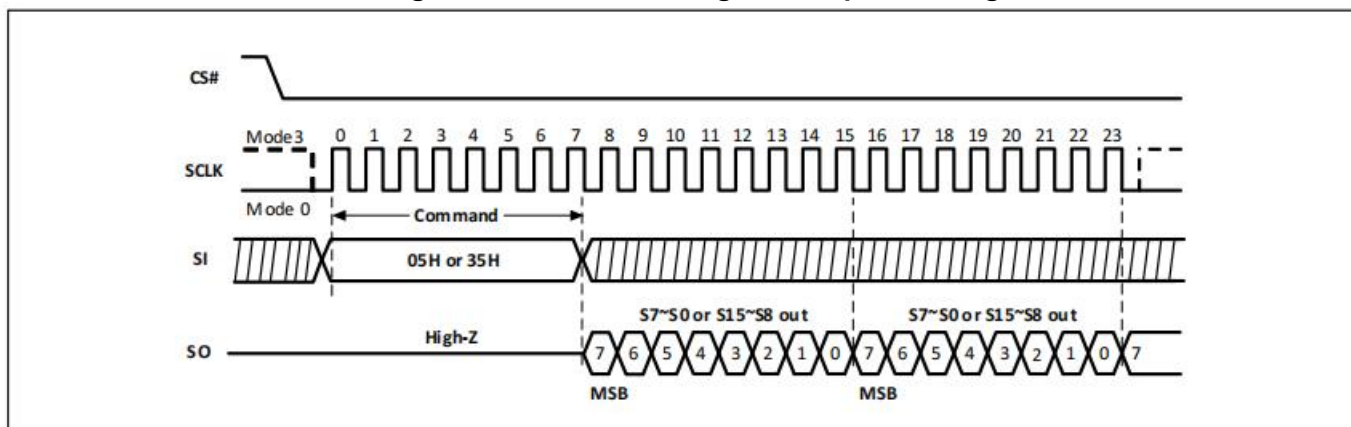 CS#
Mode3 0 1 2 3 4 5 6 7 8 9 10 11 12 13 14 15 16 17 18 19 20 21 22 23
SCLK
Mode 0
Command
SI 05H or 35H
S7~S0 or S15~S8 out S7~S0 or S15~S8 out
High-Z
SO 7 6 5 4 3 2 1 0 7 6 5 4 3 2 1 0 7
MSB MSB